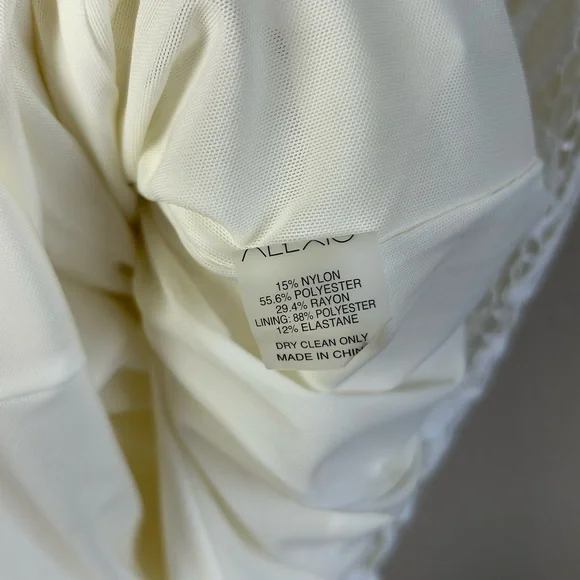 ALEXIS
15% NYLON
55.6% POLYESTER
29.4% RAYON
LINING: 88% POLYESTER
12% ELASTANE
DRY CLEAN ONLY
MADE IN CHIN